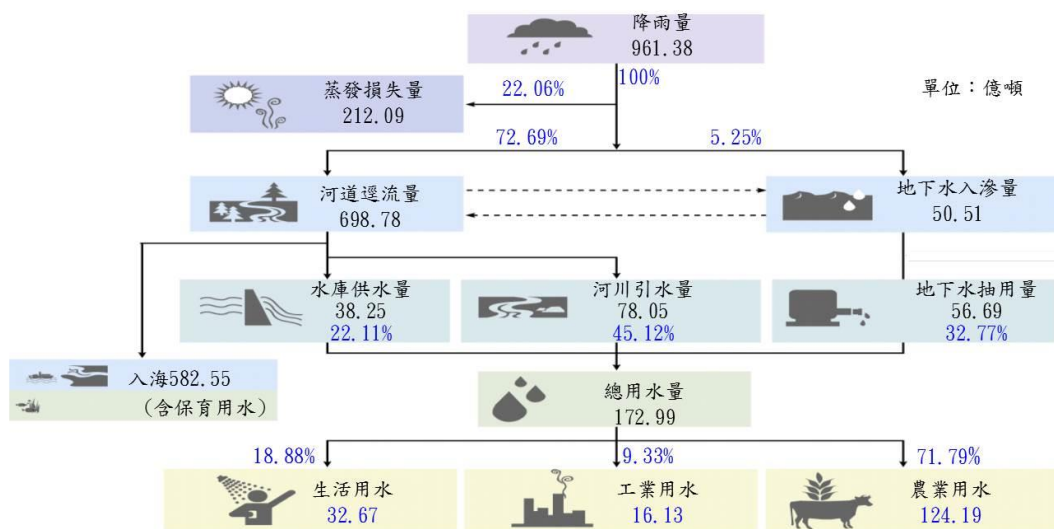 降雨量
961.38
100%
單位：億噸
蒸發損失量
212.09
22.06%
72.69%
5.25%
河道逕流量
698.78
地下水入滲量
50.51
水庫供水量
38.25
22.11%
河川引水量
78.05
45.12%
地下水抽用量
56.69
32.77%
入海582.55
（含保育用水）
總用水量
172.99
18.88%
9.33%
71.79%
生活用水
32.67
工業用水
16.13
農業用水
124.19